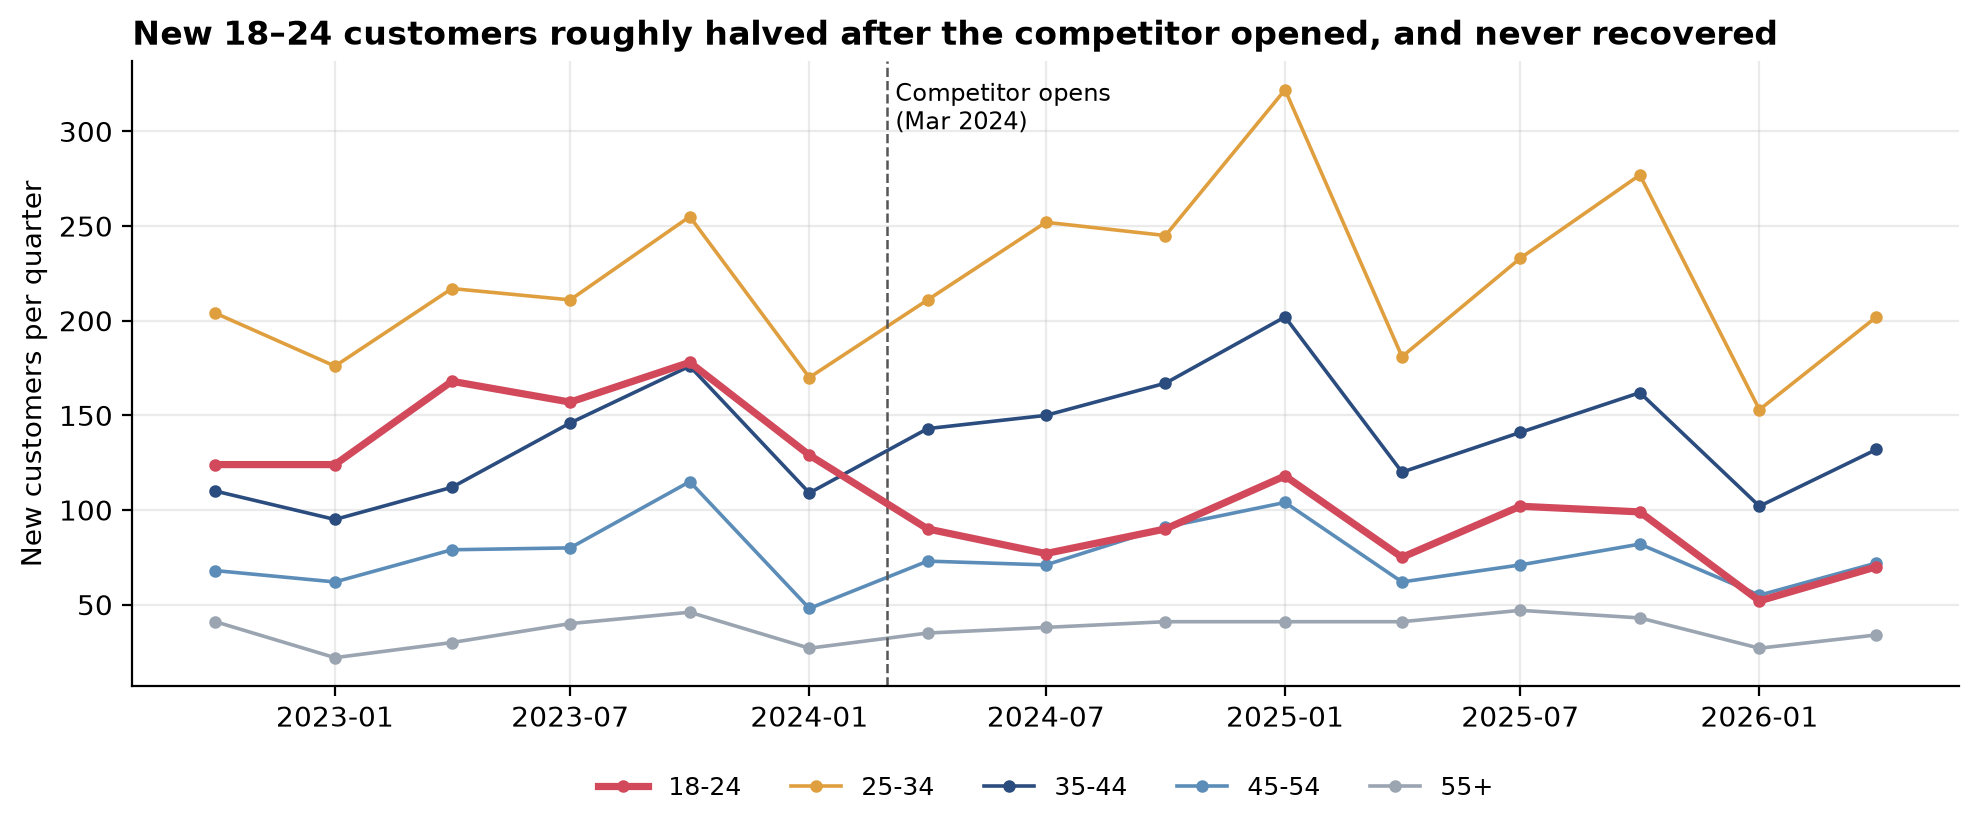 New 18–24 customers roughly halved after the competitor opened, and never recovered
Competitor opens
(Mar 2024)
New customers per quarter
300
250
200
150
100
50
2023-01 2023-07 2024-01 2024-07 2025-01 2025-07 2026-01
18-24 25-34 35-44 45-54 55+